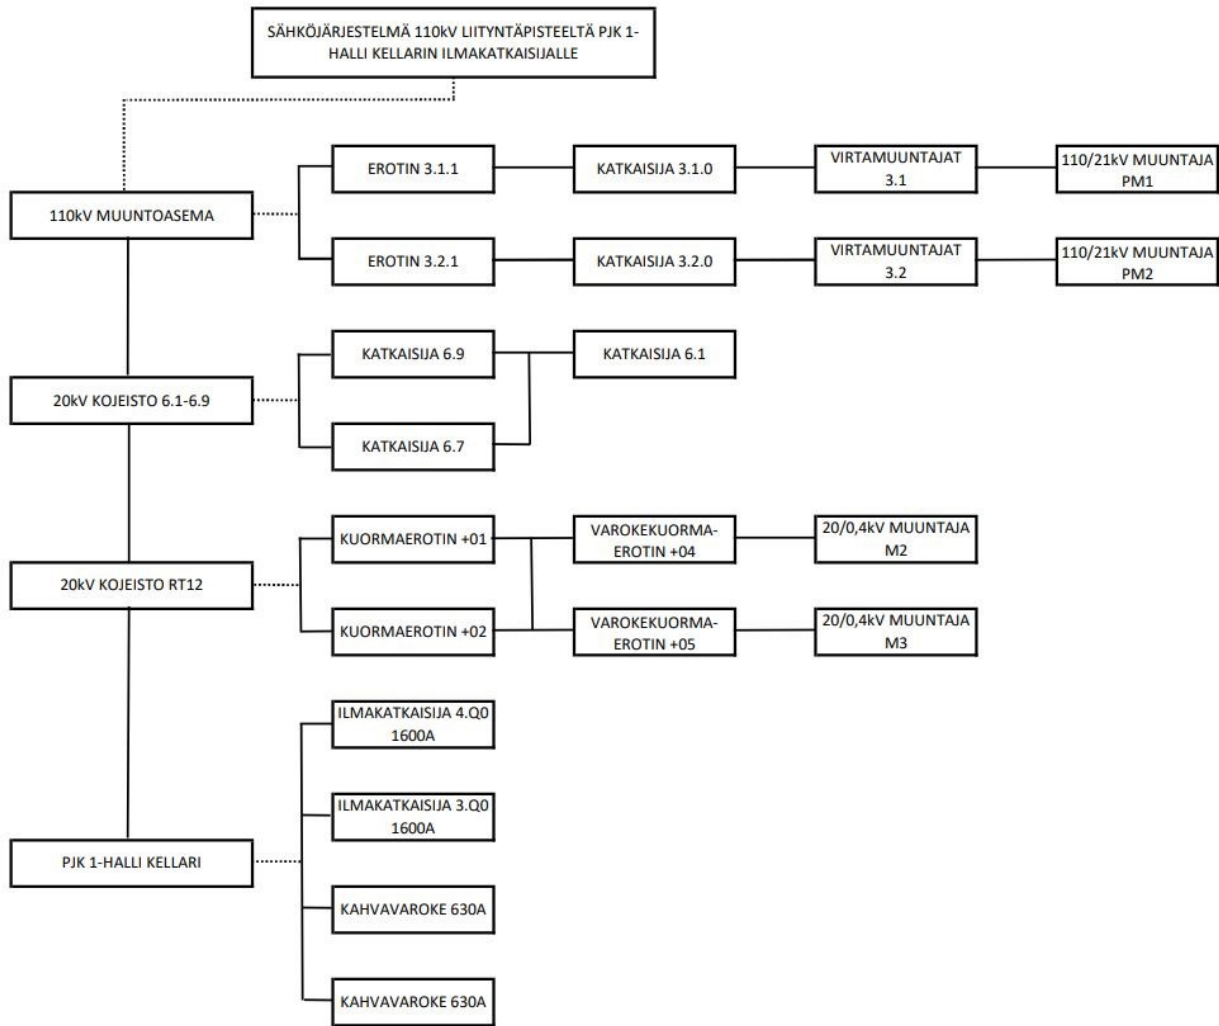 SÄHKÖJÄRJESTELMÄ 110kV LIITYNTÄPISTEELTÄ PJK 1-
HALLI KELLARIN ILMAKATKAISIJALLE
110kV MUUNTOASEMA
EROTIN 3.1.1
KATKAISIJA 3.1.0
VIRTAMUUNTAJAT
3.1
110/21kV MUUNTAJA
PM1
EROTIN 3.2.1
KATKAISIJA 3.2.0
VIRTAMUUNTAJAT
3.2
110/21kV MUUNTAJA
PM2
20kV KOJEISTO 6.1-6.9
KATKAISIJA 6.9
KATKAISIJA 6.1
KATKAISIJA 6.7
20kV KOJEISTO RT12
KUORMAEROTIN +01
VAROKEKUORMA-
EROTIN +04
20/0,4kV MUUNTAJA
M2
KUORMAEROTIN +02
VAROKEKUORMA-
EROTIN +05
20/0,4kV MUUNTAJA
M3
PJK 1-HALLI KELLARI
ILMAKATKAISIJA 4.Q0
1600A
ILMAKATKAISIJA 3.Q0
1600A
KAHVAVAROKE 630A
KAHVAVAROKE 630A